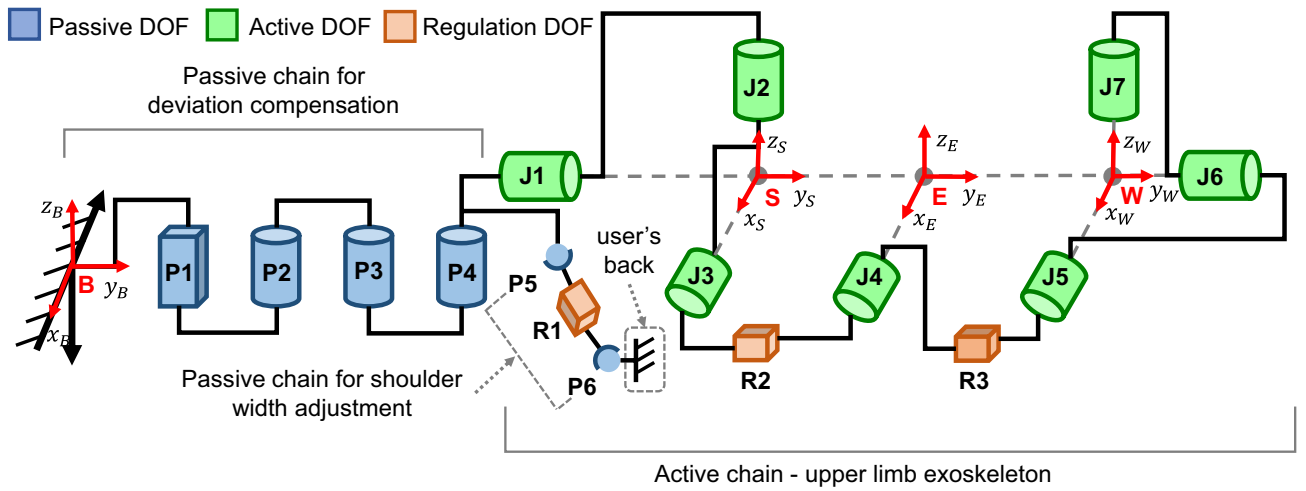 Passive DOF
Active DOF
Regulation DOF
Passive chain for
deviation compensation
J2
J7
z_S
z_E
z_W
J1
J6
S
y_S
E
y_E
W
y_W
x_S
x_E
x_W
z_B
B
y_B
x_B
P1
P2
P3
P4
user's
back
P5
R1
P6
J3
J4
J5
R2
R3
Passive chain for shoulder
width adjustment
Active chain - upper limb exoskeleton